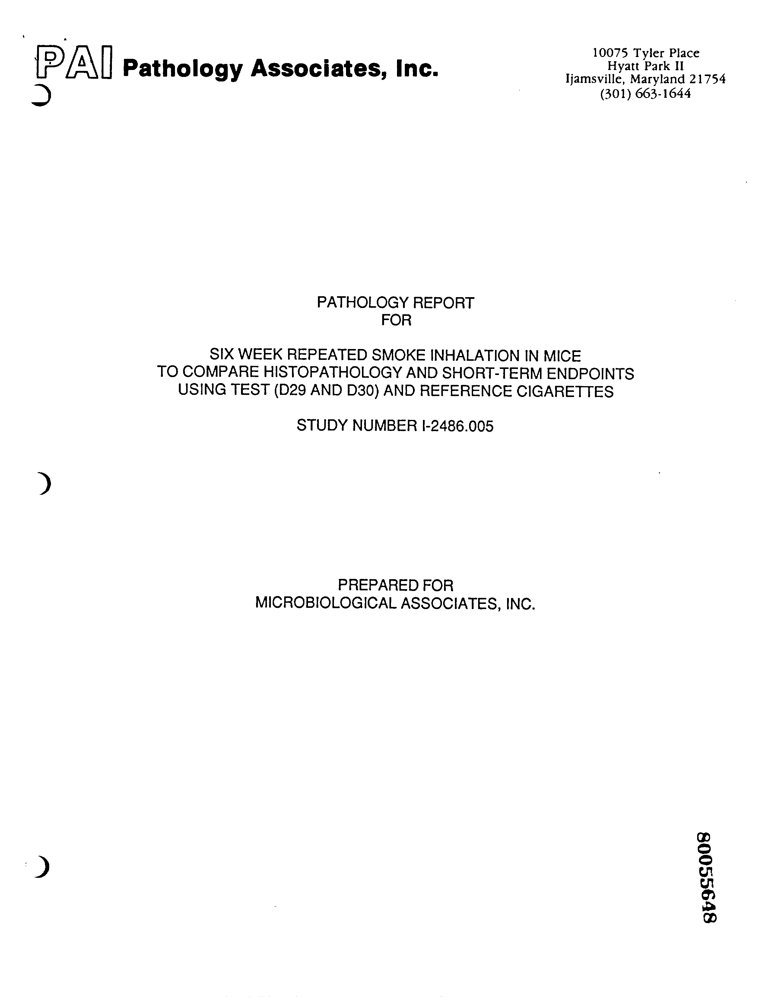 PAI Pathology Associates, Inc.
10075 Tyler Place
Hyatt Park II
Ijamsville, Maryland 21754
(301) 663-1644
PATHOLOGY REPORT
FOR
SIX WEEK REPEATED SMOKE INHALATION IN MICE
TO COMPARE HISTOPATHOLOGY AND SHORT-TERM ENDPOINTS
USING TEST (D29 AND D30) AND REFERENCE CIGARETTES
STUDY NUMBER I-2486.005
PREPARED FOR
MICROBIOLOGICAL ASSOCIATES, INC.
80055648